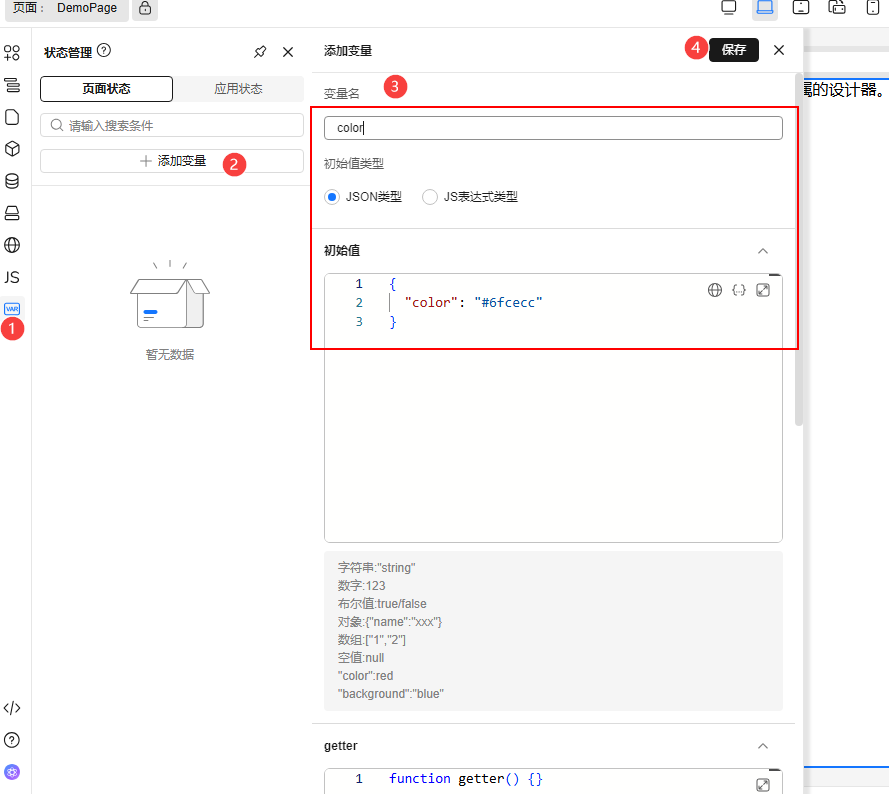 页面： DemoPage
状态管理
页面状态
应用状态
请输入搜索条件
添加变量
2
暂无数据
JS
VAR
1
添加变量
4
保存
变量名
3
color
初始值类型
JSON类型
JS表达式类型
初始值
1 {
2 "color": "#6fcecc"
3 }
字符串:"string"
数字:123
布尔值:true/false
对象:{"name":"xxx"}
数组:["1","2"]
空值:null
"color":red
"background":"blue"
getter
1 function getter() {}
的设计器。